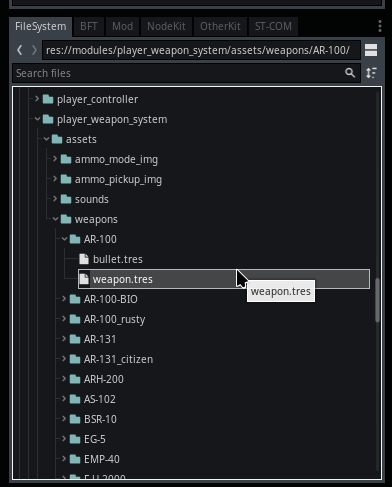 FileSystem BFT Mod NodeKit OtherKit ST-COM
res://modules/player_weapon_system/assets/weapons/AR-100/
Search files
player_controller
player_weapon_system
assets
ammo_mode_img
ammo_pickup_img
sounds
weapons
AR-100
bullet.tres
weapon.tres
weapon.tres
AR-100-BIO
AR-100_rusty
AR-131
AR-131_citizen
ARH-200
AS-102
BSR-10
EG-5
EMP-40